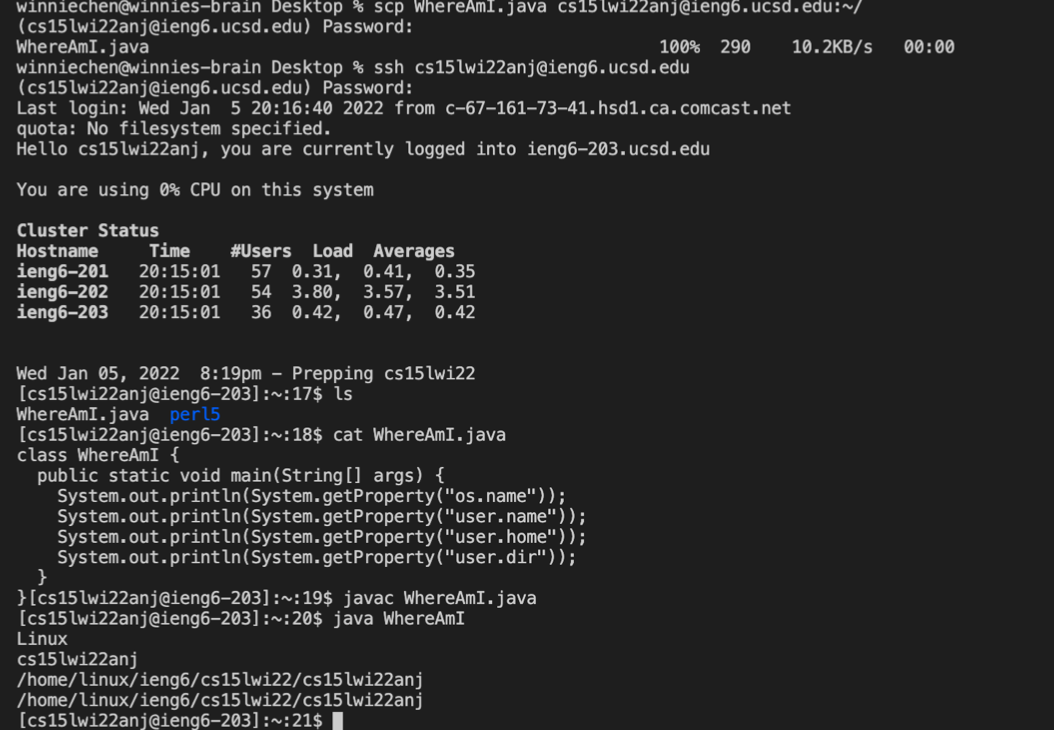 winniechen@winnies-brain Desktop % scp WhereAmI.java cs15lwi22anj@ieng6.ucsd.edu:~/
(cs15lwi22anj@ieng6.ucsd.edu) Password:
WhereAmI.java 100% 290 10.2KB/s 00:00
winniechen@winnies-brain Desktop % ssh cs15lwi22anj@ieng6.ucsd.edu
(cs15lwi22anj@ieng6.ucsd.edu) Password:
Last login: Wed Jan  5 20:16:40 2022 from c-67-161-73-41.hsd1.ca.comcast.net
quota: No filesystem specified.
Hello cs15lwi22anj, you are currently logged into ieng6-203.ucsd.edu
You are using 0% CPU on this system
Cluster Status
Hostname     Time    #Users  Load  Averages
ieng6-201   20:15:01   57  0.31,  0.41,  0.35
ieng6-202   20:15:01   54  3.80,  3.57,  3.51
ieng6-203   20:15:01   36  0.42,  0.47,  0.42
Wed Jan 05, 2022  8:19pm - Prepping cs15lwi22
[cs15lwi22anj@ieng6-203]:~:17$ ls
WhereAmI.java  perl5
[cs15lwi22anj@ieng6-203]:~:18$ cat WhereAmI.java
class WhereAmI {
  public static void main(String[] args) {
    System.out.println(System.getProperty("os.name"));
    System.out.println(System.getProperty("user.name"));
    System.out.println(System.getProperty("user.home"));
    System.out.println(System.getProperty("user.dir"));
  }
}[cs15lwi22anj@ieng6-203]:~:19$ javac WhereAmI.java
[cs15lwi22anj@ieng6-203]:~:20$ java WhereAmI
Linux
cs15lwi22anj
/home/linux/ieng6/cs15lwi22/cs15lwi22anj
/home/linux/ieng6/cs15lwi22/cs15lwi22anj
[cs15lwi22anj@ieng6-203]:~:21$